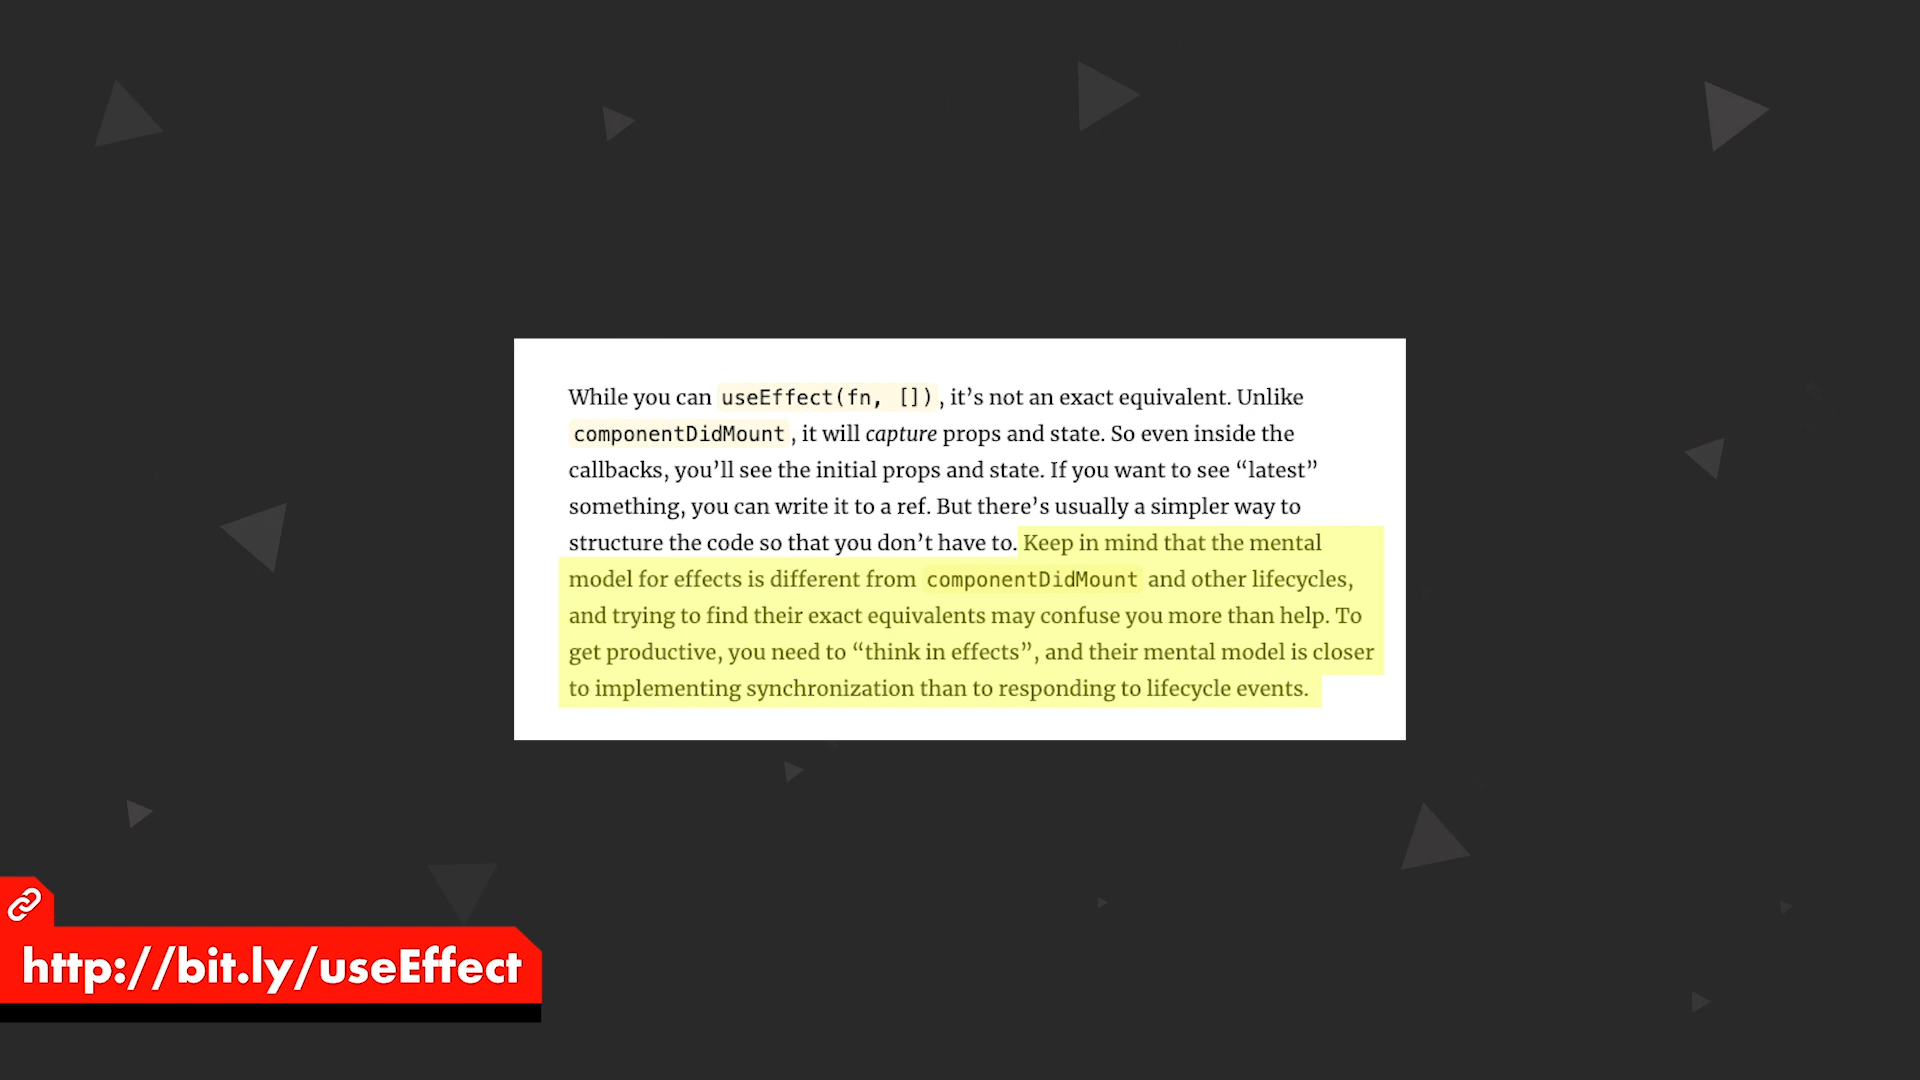 While you can useEffect(fn, []), it’s not an exact equivalent. Unlike
componentDidMount, it will capture props and state. So even inside the
callbacks, you’ll see the initial props and state. If you want to see “latest”
something, you can write it to a ref. But there’s usually a simpler way to
structure the code so that you don’t have to. Keep in mind that the mental
model for effects is different from componentDidMount and other lifecycles,
and trying to find their exact equivalents may confuse you more than help. To
get productive, you need to “think in effects”, and their mental model is closer
to implementing synchronization than to responding to lifecycle events.
http://bit.ly/useEffect